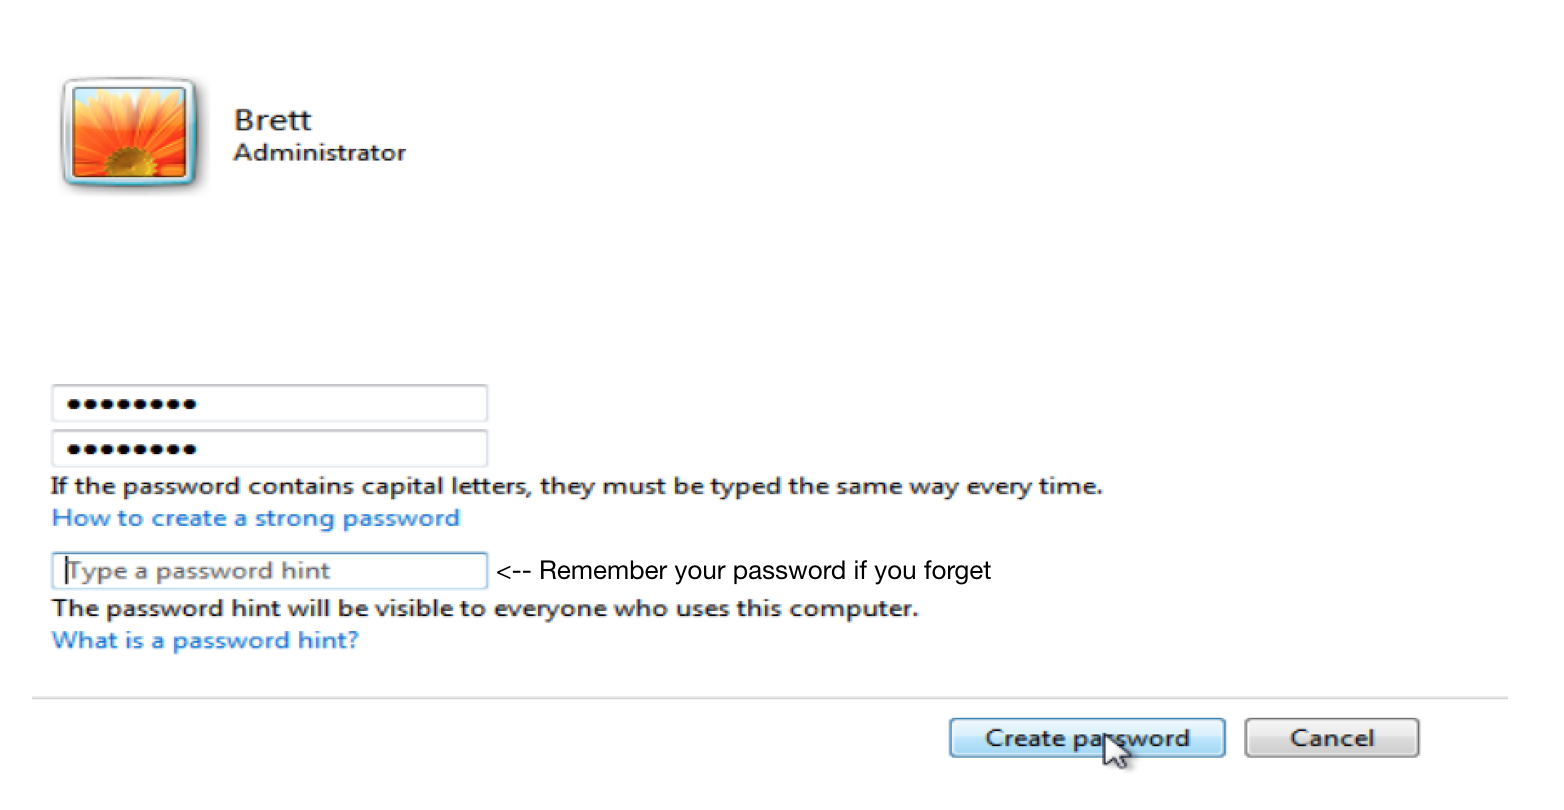 Brett
Administrator
••••••••
••••••••
If the password contains capital letters, they must be typed the same way every time.
How to create a strong password
Type a password hint <-- Remember your password if you forget
The password hint will be visible to everyone who uses this computer.
What is a password hint?
Create password Cancel